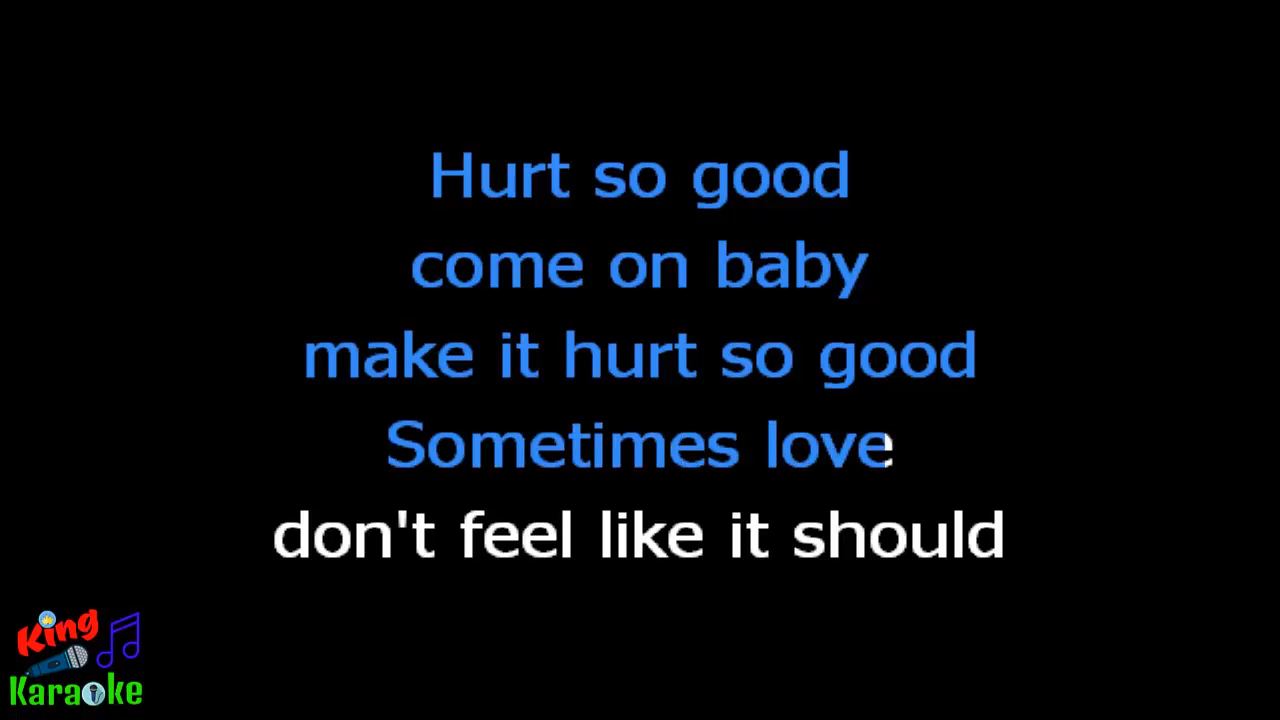 Hurt so good
come on baby
make it hurt so good
Sometimes love
don't feel like it should
King
Karaoke